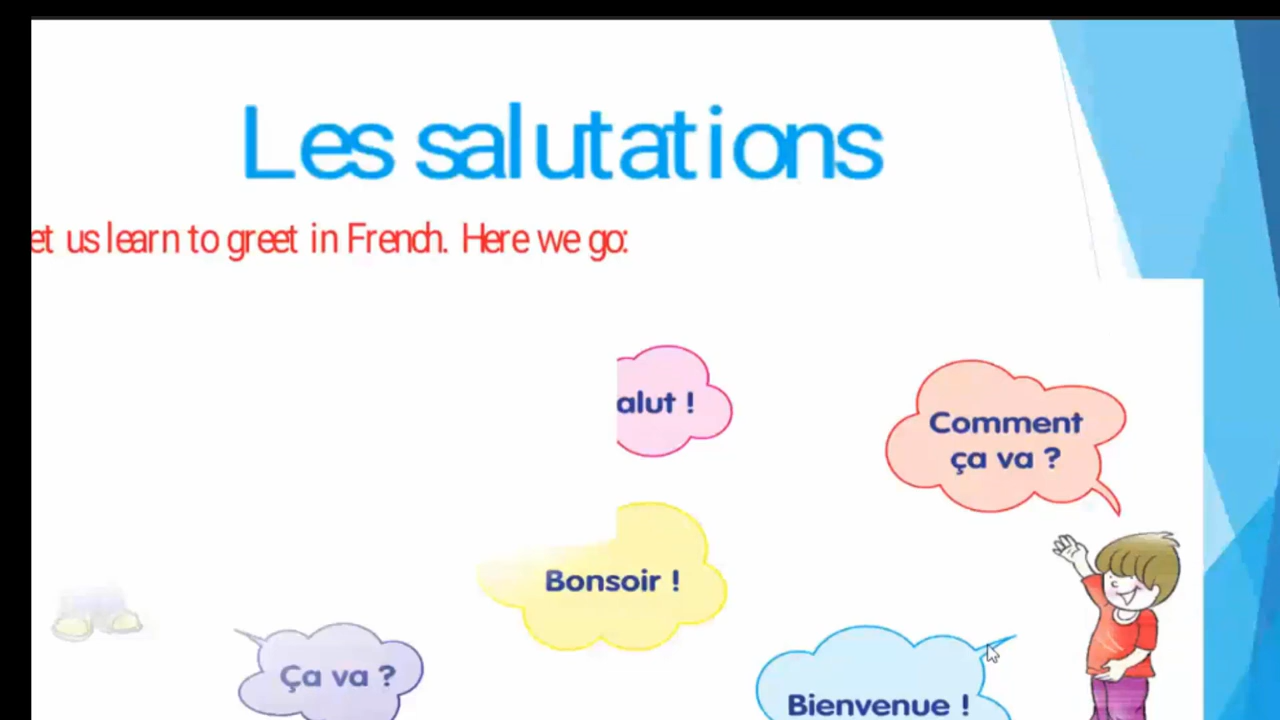 Les salutations
et us learn to greet in French. Here we go:
alut !
Comment
ça va ?
Bonsoir !
Ça va ?
Bienvenue !